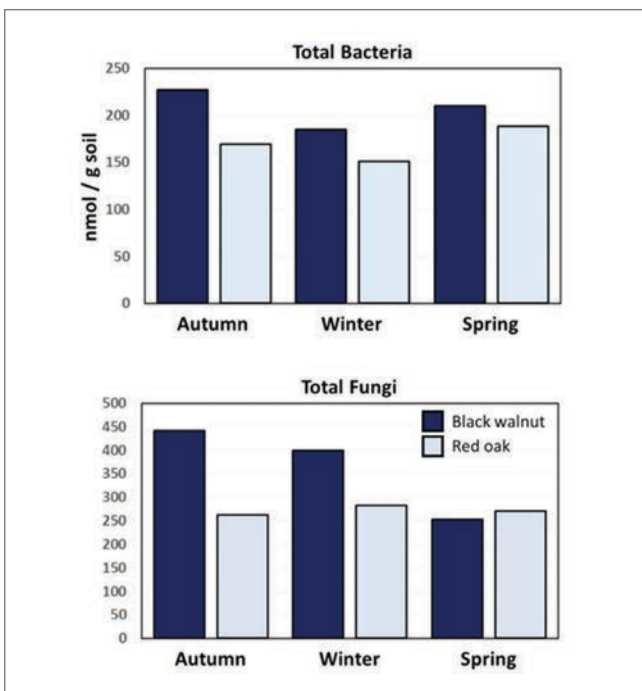 Total Bacteria
250
200
150
100
50
0
nmol / g soil
Autumn Winter Spring
Total Fungi
500
450
400
350
300
250
200
150
100
50
0
Black walnut
Red oak
Autumn Winter Spring